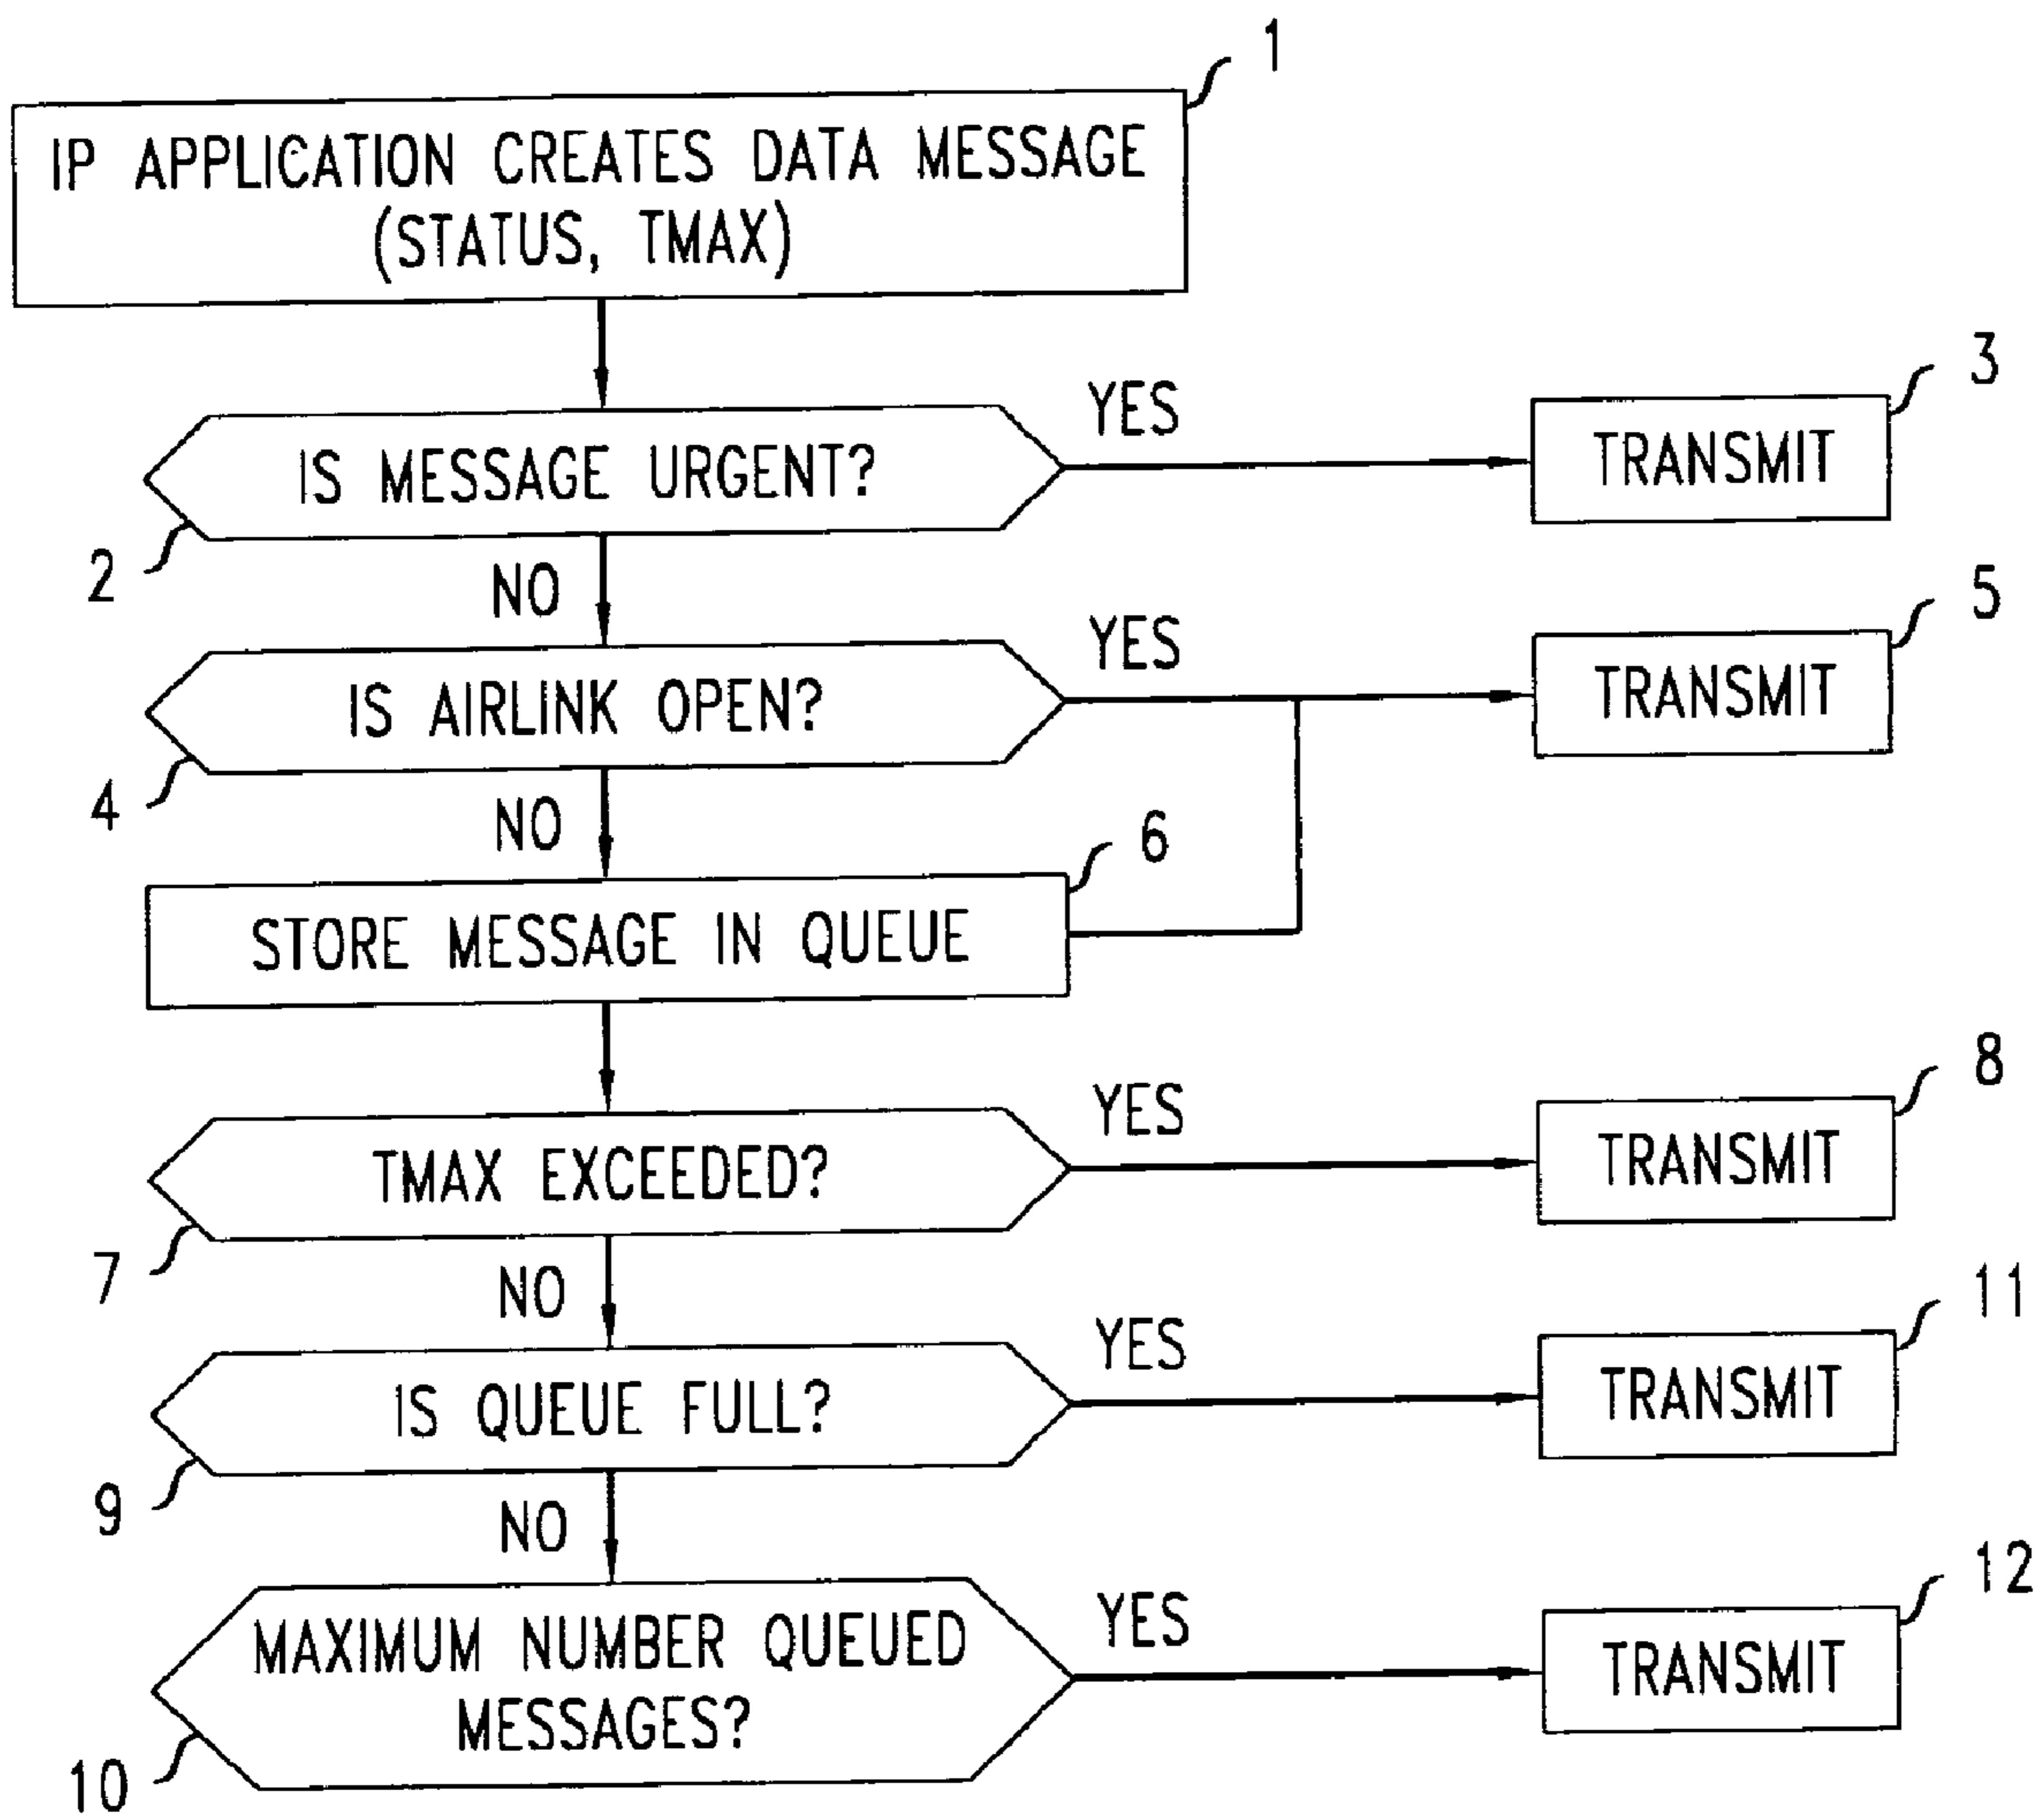 1
IP APPLICATION CREATES DATA MESSAGE
(STATUS, TMAX)
3
YES
IS MESSAGE URGENT?
TRANSMIT
2
NO
5
YES
IS AIRLINK OPEN?
TRANSMIT
4
NO
6
STORE MESSAGE IN QUEUE
8
YES
TMAX EXCEEDED?
TRANSMIT
7
NO
11
YES
IS QUEUE FULL?
TRANSMIT
9
NO
12
YES
MAXIMUM NUMBER QUEUED
MESSAGES?
TRANSMIT
10